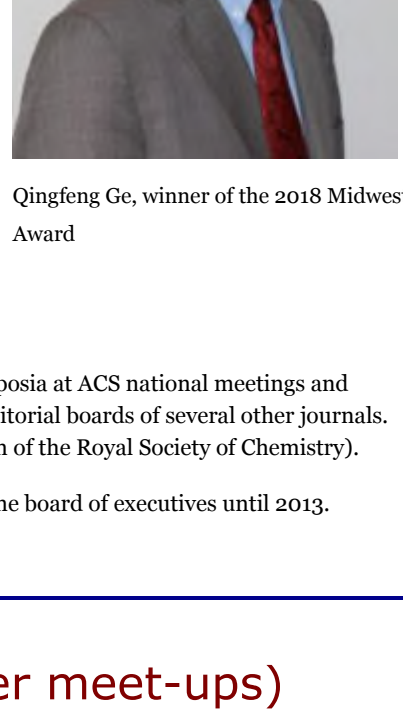 Qingfeng Ge, winner of the 2018 Midwest
Award
posia at ACS national meetings and
itorial boards of several other journals.
n of the Royal Society of Chemistry).
he board of executives until 2013.
er meet-ups)